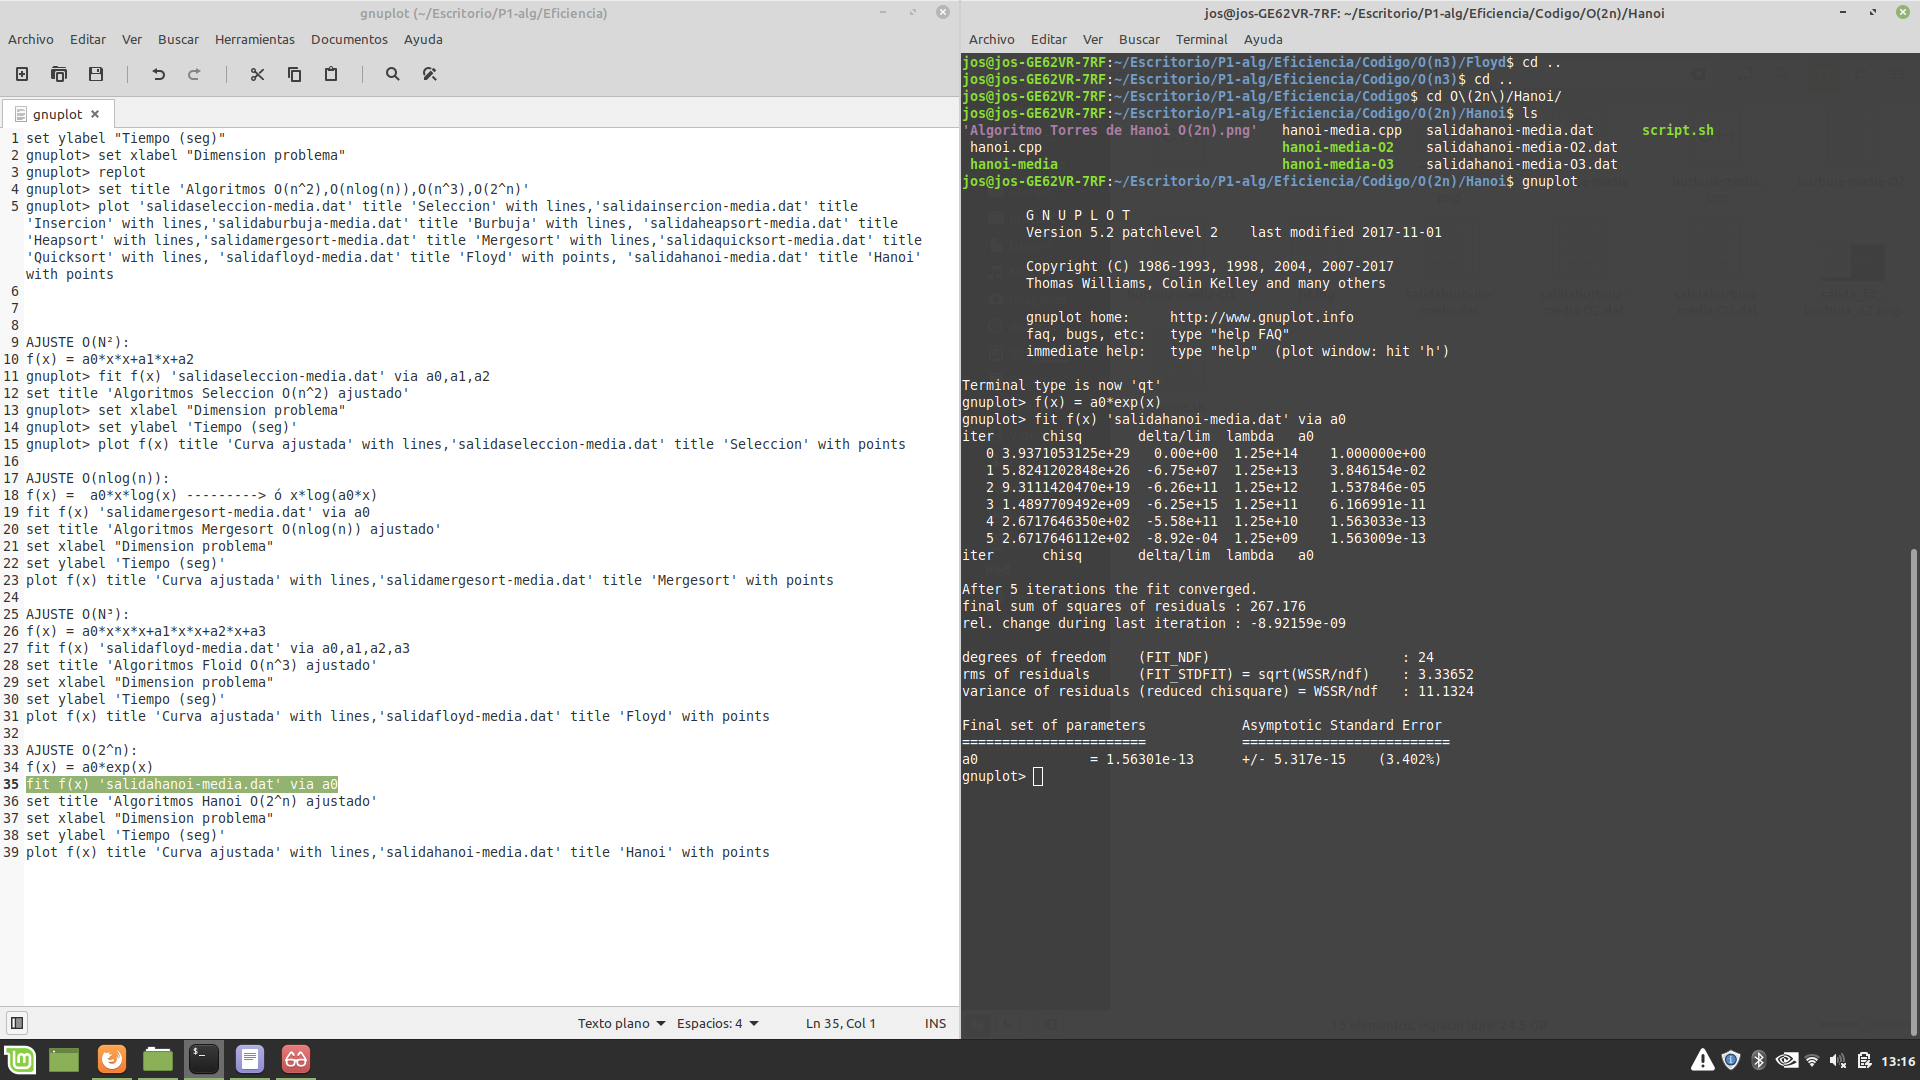 gnuplot (~/Escritorio/P1-alg/Eficiencia)
Archivo Editar Ver Buscar Herramientas Documentos Ayuda
gnuplot
1 set ylabel "Tiempo (seg)"
2 gnuplot> set xlabel "Dimension problema"
3 gnuplot> replot
4 gnuplot> set title 'Algoritmos O(n^2),O(nlog(n)),O(n^3),O(2^n)'
5 gnuplot> plot 'salidaseleccion-media.dat' title 'Seleccion' with lines,'salidainsercion-media.dat' title
'Insercion' with lines,'salidaburbuja-media.dat' title 'Burbuja' with lines, 'salidaheapsort-media.dat' title
'Heapsort' with lines,'salidamergesort-media.dat' title 'Mergesort' with lines,'salidaquicksort-media.dat' title
'Quicksort' with lines, 'salidafloyd-media.dat' title 'Floyd' with points, 'salidahanoi-media.dat' title 'Hanoi'
with points
6
7
8
9 AJUSTE O(N²):
10 f(x) = a0*x*x+a1*x+a2
11 gnuplot> fit f(x) 'salidaseleccion-media.dat' via a0,a1,a2
12 set title 'Algoritmos Seleccion O(n^2) ajustado'
13 gnuplot> set xlabel "Dimension problema"
14 gnuplot> set ylabel 'Tiempo (seg)'
15 gnuplot> plot f(x) title 'Curva ajustada' with lines,'salidaseleccion-media.dat' title 'Seleccion' with points
16
17 AJUSTE O(nlog(n)):
18 f(x) =  a0*x*log(x) ---------> ó x*log(a0*x)
19 fit f(x) 'salidamergesort-media.dat' via a0
20 set title 'Algoritmos Mergesort O(nlog(n)) ajustado'
21 set xlabel "Dimension problema"
22 set ylabel 'Tiempo (seg)'
23 plot f(x) title 'Curva ajustada' with lines,'salidamergesort-media.dat' title 'Mergesort' with points
24
25 AJUSTE O(N³):
26 f(x) = a0*x*x*x+a1*x*x+a2*x+a3
27 fit f(x) 'salidafloyd-media.dat' via a0,a1,a2,a3
28 set title 'Algoritmos Floid O(n^3) ajustado'
29 set xlabel "Dimension problema"
30 set ylabel 'Tiempo (seg)'
31 plot f(x) title 'Curva ajustada' with lines,'salidafloyd-media.dat' title 'Floyd' with points
32
33 AJUSTE O(2^n):
34 f(x) = a0*exp(x)
35 fit f(x) 'salidahanoi-media.dat' via a0
36 set title 'Algoritmos Hanoi O(2^n) ajustado'
37 set xlabel "Dimension problema"
38 set ylabel 'Tiempo (seg)'
39 plot f(x) title 'Curva ajustada' with lines,'salidahanoi-media.dat' title 'Hanoi' with points
Texto plano Espacios: 4 Ln 35, Col 1 INS
jos@jos-GE62VR-7RF: ~/Escritorio/P1-alg/Eficiencia/Codigo/O(2n)/Hanoi
Archivo Editar Ver Buscar Terminal Ayuda
jos@jos-GE62VR-7RF:~/Escritorio/P1-alg/Eficiencia/Codigo/O(n3)/Floyd$ cd ..
jos@jos-GE62VR-7RF:~/Escritorio/P1-alg/Eficiencia/Codigo/O(n3)$ cd ..
jos@jos-GE62VR-7RF:~/Escritorio/P1-alg/Eficiencia/Codigo$ cd O\(2n\)/Hanoi/
jos@jos-GE62VR-7RF:~/Escritorio/P1-alg/Eficiencia/Codigo/O(2n)/Hanoi$ ls
'Algoritmo Torres de Hanoi O(2n).png' hanoi-media.cpp salidahanoi-media.dat script.sh
hanoi.cpp hanoi-media-O2 salidahanoi-media-O2.dat
hanoi-media hanoi-media-O3 salidahanoi-media-O3.dat
jos@jos-GE62VR-7RF:~/Escritorio/P1-alg/Eficiencia/Codigo/O(2n)/Hanoi$ gnuplot
G N U P L O T
Version 5.2 patchlevel 2    last modified 2017-11-01
Copyright (C) 1986-1993, 1998, 2004, 2007-2017
Thomas Williams, Colin Kelley and many others
gnuplot home:     http://www.gnuplot.info
faq, bugs, etc:   type "help FAQ"
immediate help:   type "help"  (plot window: hit 'h')
Terminal type is now 'qt'
gnuplot> f(x) = a0*exp(x)
gnuplot> fit f(x) 'salidahanoi-media.dat' via a0
iter      chisq       delta/lim  lambda   a0
0 3.9371053125e+29   0.00e+00  1.25e+14    1.000000e+00
1 5.8241202848e+26  -6.75e+07  1.25e+13    3.846154e-02
2 9.3111420470e+19  -6.26e+11  1.25e+12    1.537846e-05
3 1.4897709492e+09  -6.25e+15  1.25e+11    6.166991e-11
4 2.6717646350e+02  -5.58e+11  1.25e+10    1.563033e-13
5 2.6717646112e+02  -8.92e-04  1.25e+09    1.563009e-13
iter      chisq       delta/lim  lambda   a0
After 5 iterations the fit converged.
final sum of squares of residuals : 267.176
rel. change during last iteration : -8.92159e-09
degrees of freedom    (FIT_NDF)                        : 24
rms of residuals      (FIT_STDFIT) = sqrt(WSSR/ndf)    : 3.33652
variance of residuals (reduced chisquare) = WSSR/ndf   : 11.1324
Final set of parameters            Asymptotic Standard Error
=======================            ==========================
a0              = 1.56301e-13      +/- 5.317e-15    (3.402%)
gnuplot>
13:16